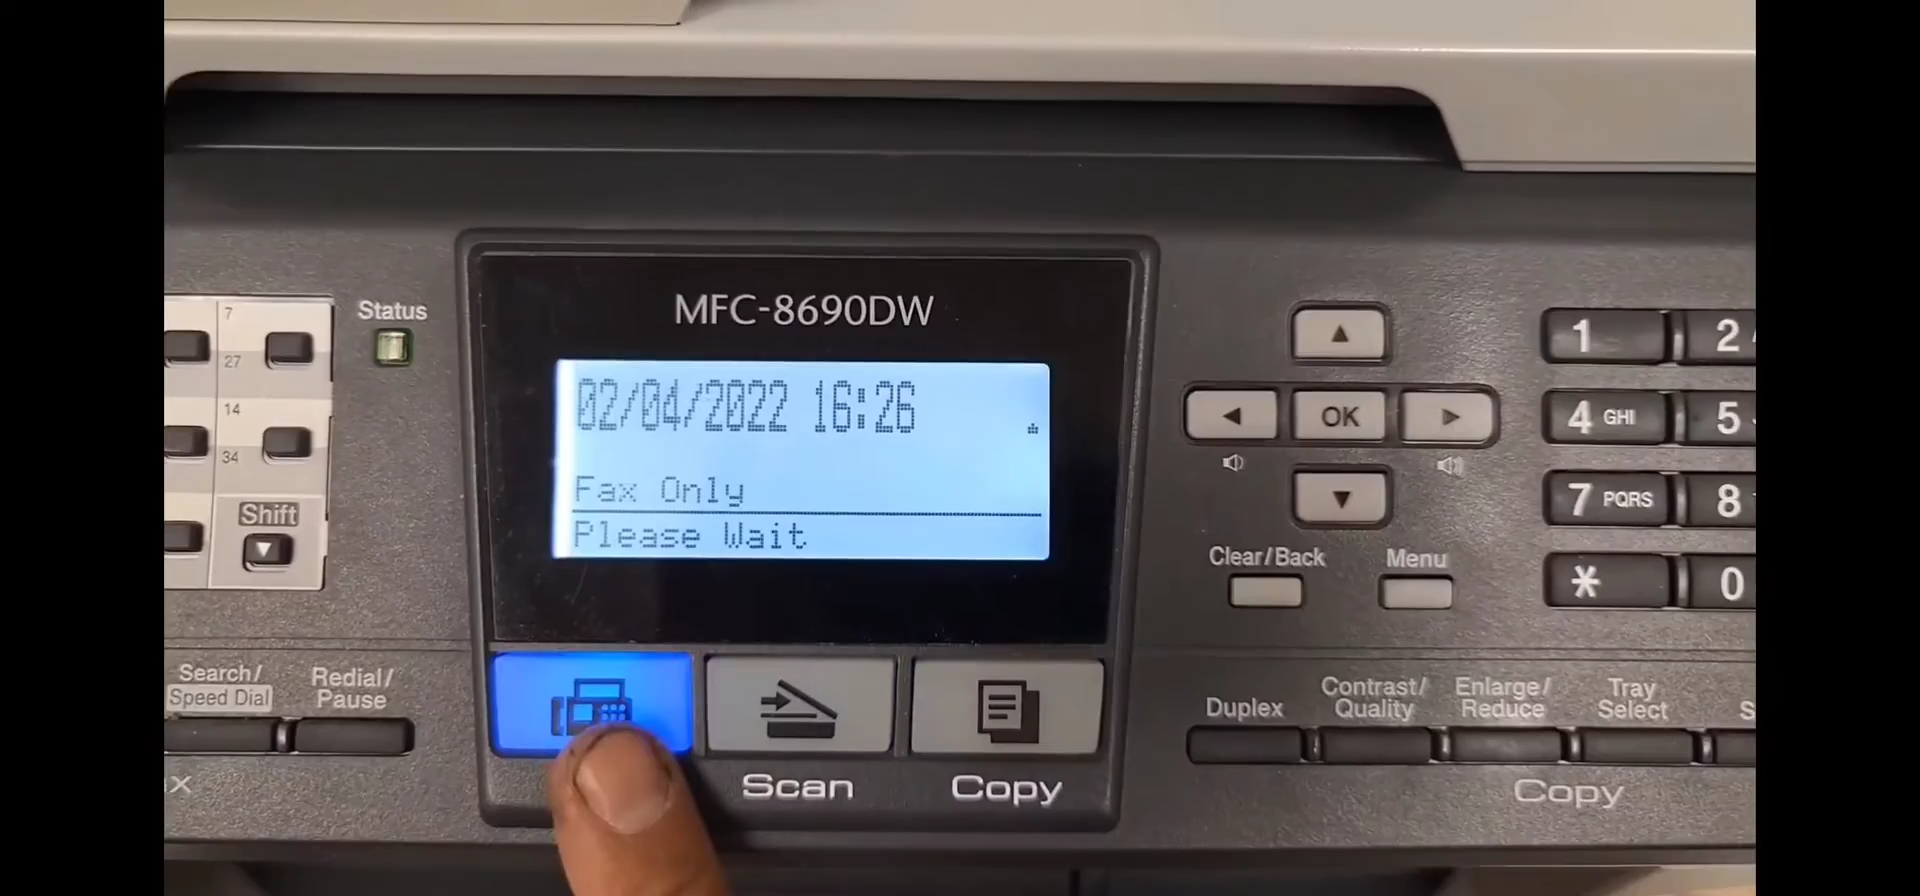 MFC-8690DW
02/04/2022 16:26
Fax Only
Please Wait
Status
7
27
14
34
Shift
Search/
Speed Dial
Redial/
Pause
Scan
Copy
OK
Clear/Back
Menu
1
2
4 GHI
5
7 PQRS
8
*
0
Duplex
Contrast/
Quality
Enlarge/
Reduce
Tray
Select
S
x
Copy